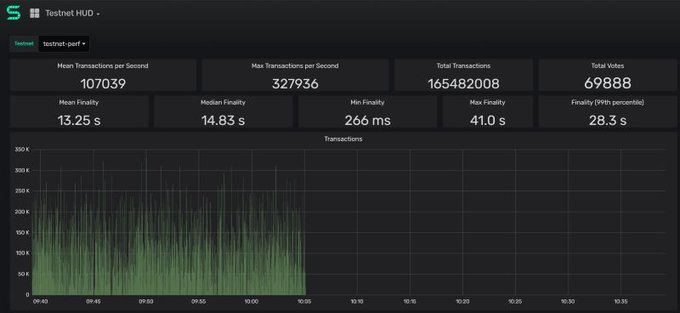 Testnet HUD
Testnet testnet-perf
Mean Transactions per Second
107039
Max Transactions per Second
327936
Total Transactions
165482008
Total Votes
69888
Mean Finality
13.25 s
Median Finality
14.83 s
Min Finality
266 ms
Max Finality
41.0 s
Finality (99th percentile)
28.3 s
Transactions
350 K
300 K
250 K
200 K
150 K
100 K
50 K
0
09:40 09:45 09:50 09:55 10:00 10:05 10:10 10:15 10:20 10:25 10:30 10:35